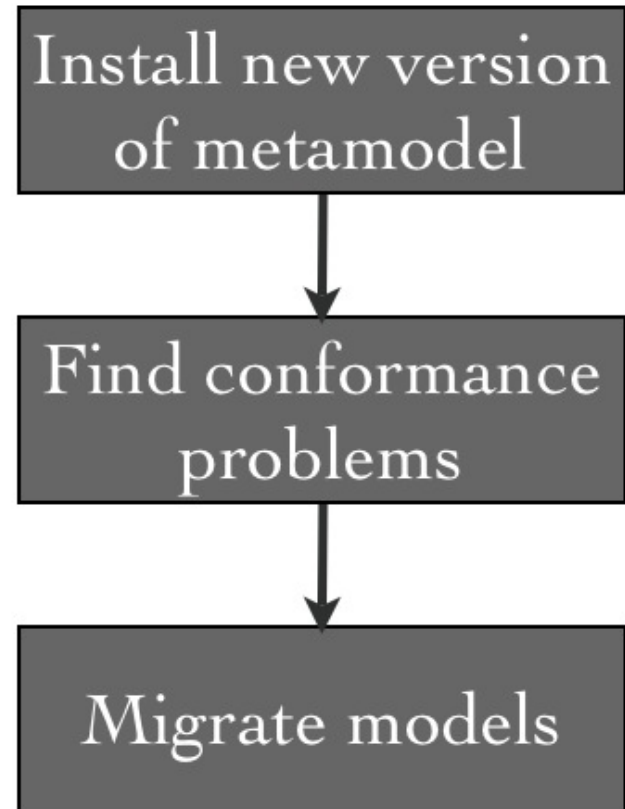 Install new version
of metamodel
Find conformance
problems
Migrate models